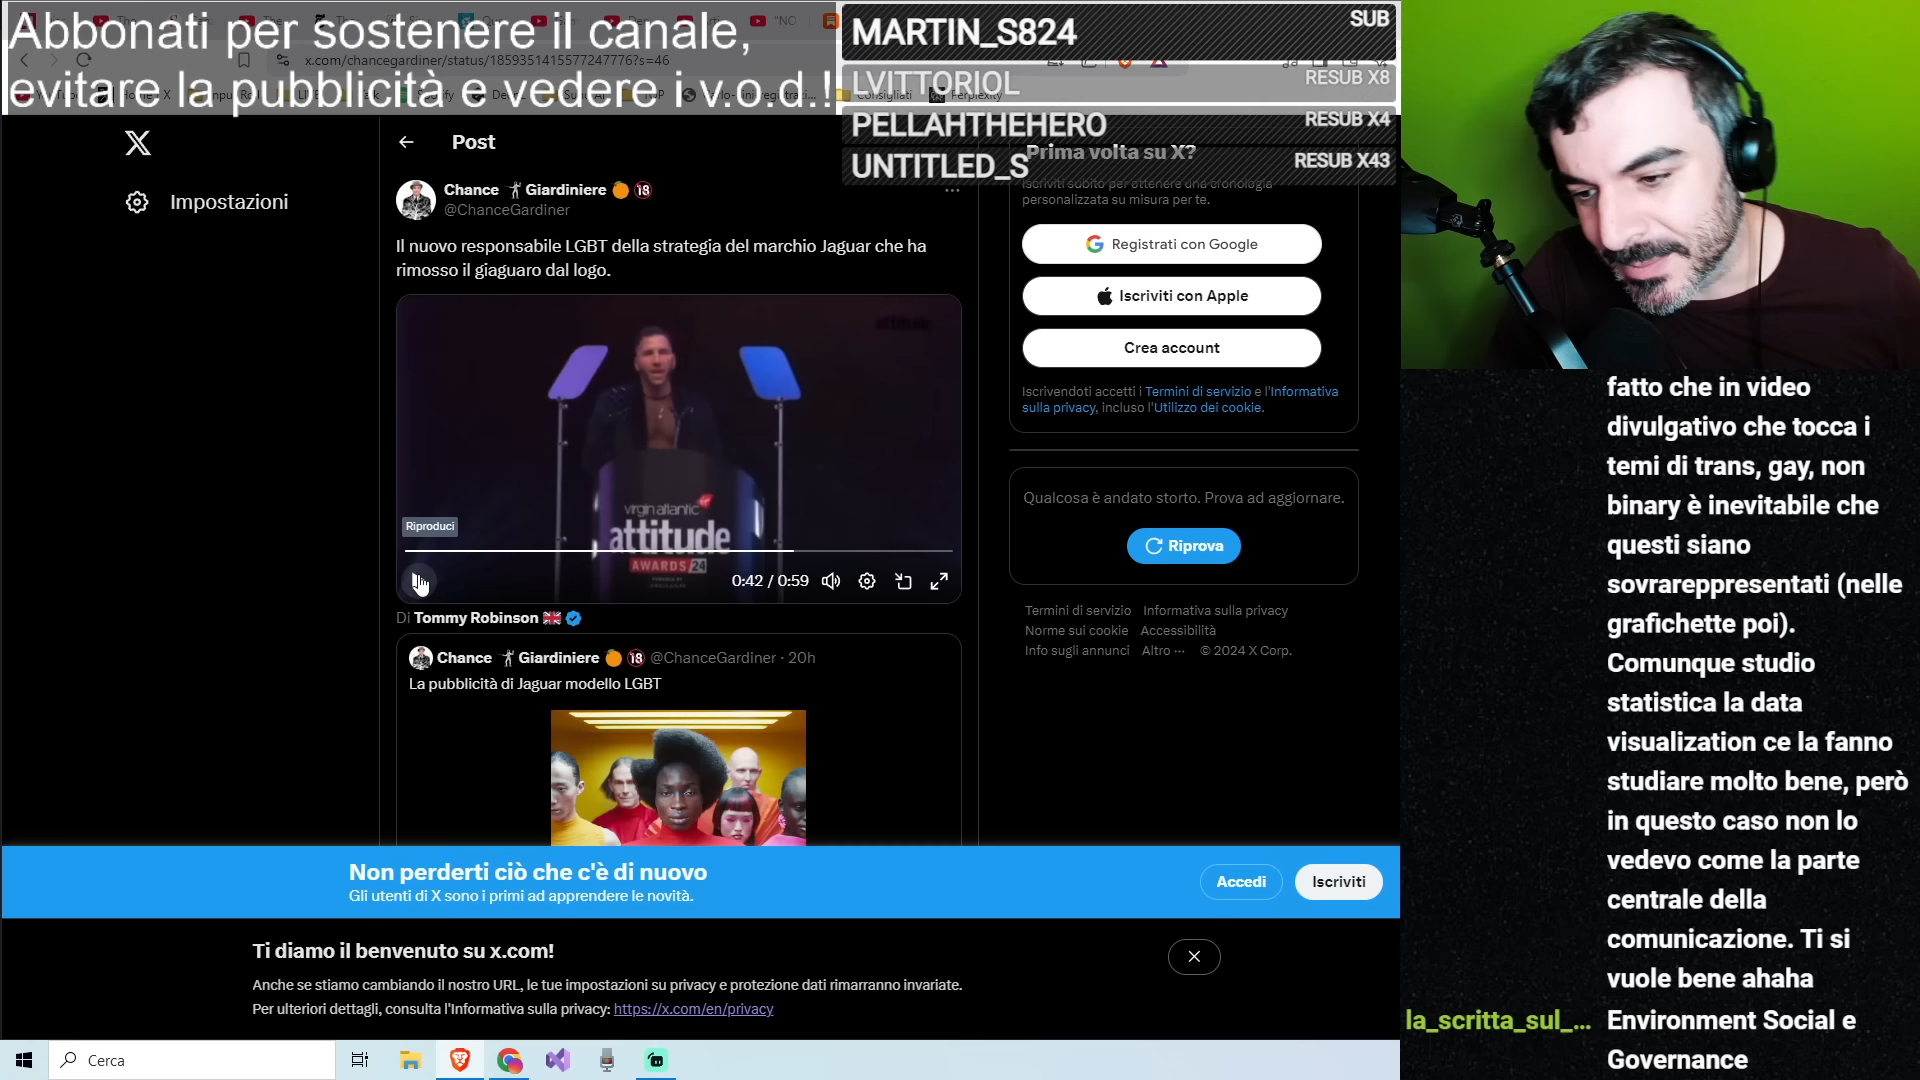 Abbonati per sostenere il canale,
evitare la pubblicità e vedere i v.o.d.!
x.com/chancegardiner/status/1859351415577247776?s=46
MARTIN_S824
SUB
LVITTORIOL
RESUB X8
PELLAHTHEHERO
RESUB X4
UNTITLED_S
RESUB X43
Perplexity
Impostazioni
Post
Chance Giardiniere
@ChanceGardiner
Il nuovo responsabile LGBT della strategia del marchio Jaguar che ha
rimosso il giaguaro dal logo.
attitude
virgin atlantic
attitude
AWARDS 24
Riproduci
0:42 / 0:59
Di Tommy Robinson
Chance Giardiniere @ChanceGardiner · 20h
La pubblicità di Jaguar modello LGBT
Prima volta su X?
Iscriviti subito per ottenere una cronologia
personalizzata su misura per te.
Registrati con Google
Iscriviti con Apple
Crea account
Iscrivendoti accetti i Termini di servizio e l'Informativa
sulla privacy, incluso l'Utilizzo dei cookie.
Qualcosa è andato storto. Prova ad aggiornare.
Riprova
Termini di servizio Informativa sulla privacy
Norme sui cookie Accessibilità
Info sugli annunci Altro ··· © 2024 X Corp.
Non perderti ciò che c'è di nuovo
Gli utenti di X sono i primi ad apprendere le novità.
Accedi
Iscriviti
Ti diamo il benvenuto su x.com!
Anche se stiamo cambiando il nostro URL, le tue impostazioni su privacy e protezione dati rimarranno invariate.
Per ulteriori dettagli, consulta l'Informativa sulla privacy: https://x.com/en/privacy
Cerca
fatto che in video
divulgativo che tocca i
temi di trans, gay, non
binary è inevitabile che
questi siano
sovrareppresentati (nelle
grafichette poi).
Comunque studio
statistica la data
visualization ce la fanno
studiare molto bene, però
in questo caso non lo
vedevo come la parte
centrale della
comunicazione. Ti si
vuole bene ahaha
la_scritta_sul_... Environment Social e
Governance